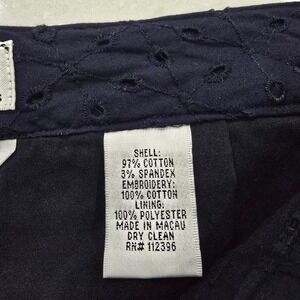 SHELL:
97% COTTON
3% SPANDEX
EMBROIDERY:
100% COTTON
LINING:
100% POLYESTER
MADE IN MACAU
DRY CLEAN
RN# 112396